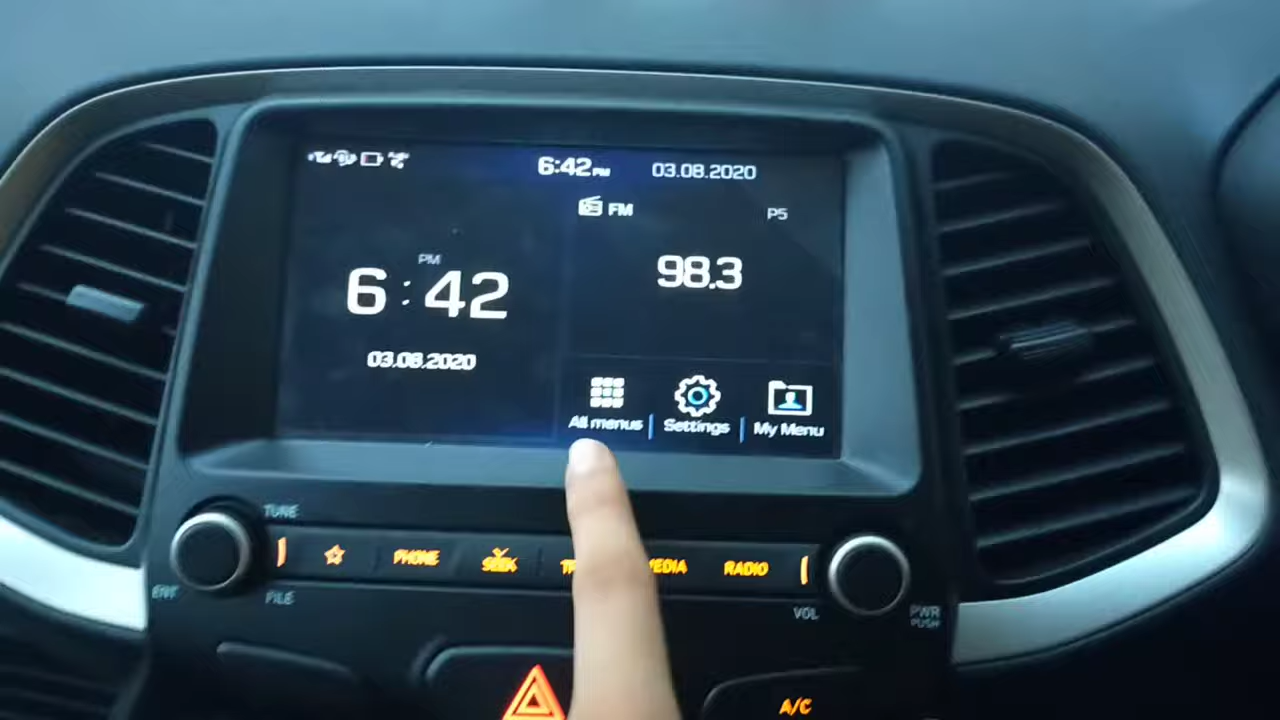 6:42 PM 03.08.2020
FM P5
98.3
PM
6:42
03.08.2020
All menus Settings My Menu
TUNE
PHONE SEEK MEDIA RADIO
ENT FILE VOL PWR
PUSH
A/C